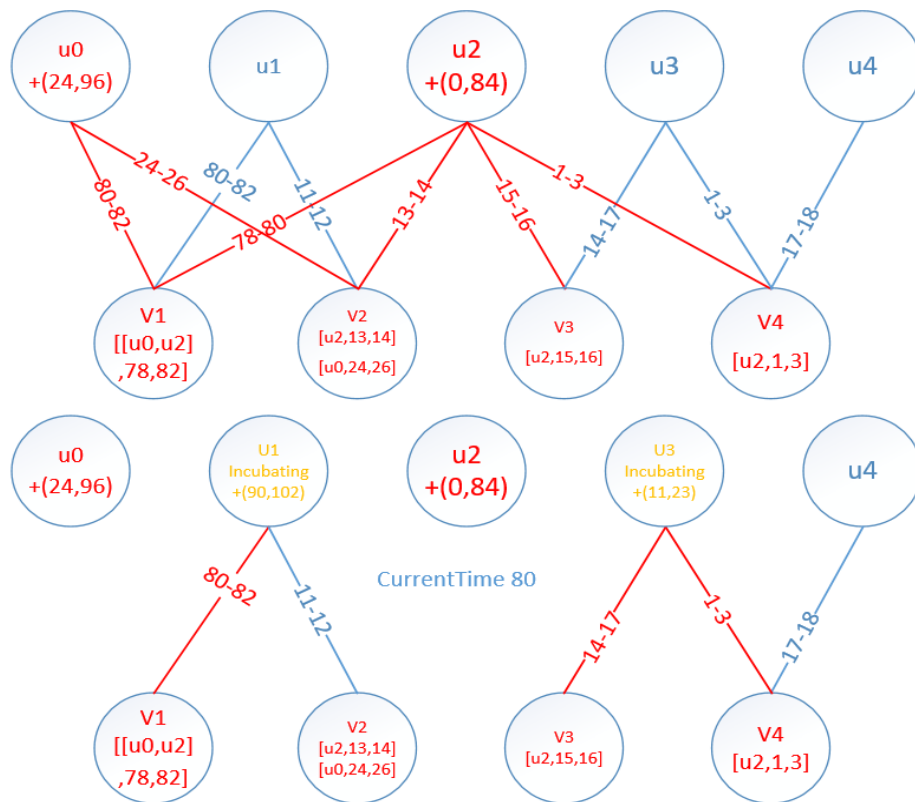 u0
+(24,96)
u1
u2
+(0,84)
u3
u4
80-82
24-26
80-82
11-12
78-80
13-14
15-16
1-3
14-17
1-3
17-18
V1
[[u0,u2]
,78,82]
V2
[u2,13,14]
[u0,24,26]
V3
[u2,15,16]
V4
[u2,1,3]
u0
+(24,96)
U1
Incubating
+(90,102)
u2
+(0,84)
U3
Incubating
+(11,23)
u4
80-82
11-12
CurrentTime 80
14-17
1-3
17-18
V1
[[u0,u2]
,78,82]
V2
[u2,13,14]
[u0,24,26]
V3
[u2,15,16]
V4
[u2,1,3]